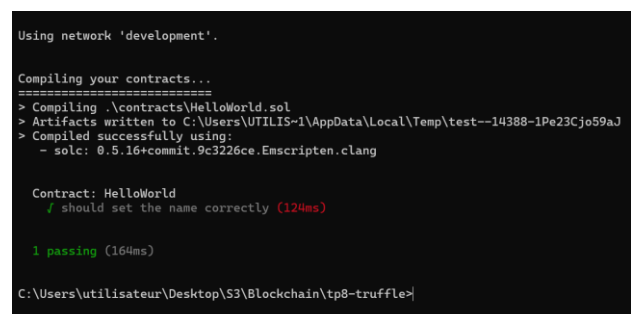 Using network 'development'.
Compiling your contracts...
===========================
> Compiling .\contracts\HelloWorld.sol
> Artifacts written to C:\Users\UTILIS~1\AppData\Local\Temp\test--14388-1Pe23Cjo59aJ
> Compiled successfully using:
- solc: 0.5.16+commit.9c3226ce.Emscripten.clang
Contract: HelloWorld
√ should set the name correctly (124ms)
1 passing (164ms)
C:\Users\utilisateur\Desktop\S3\Blockchain\tp8-truffle>